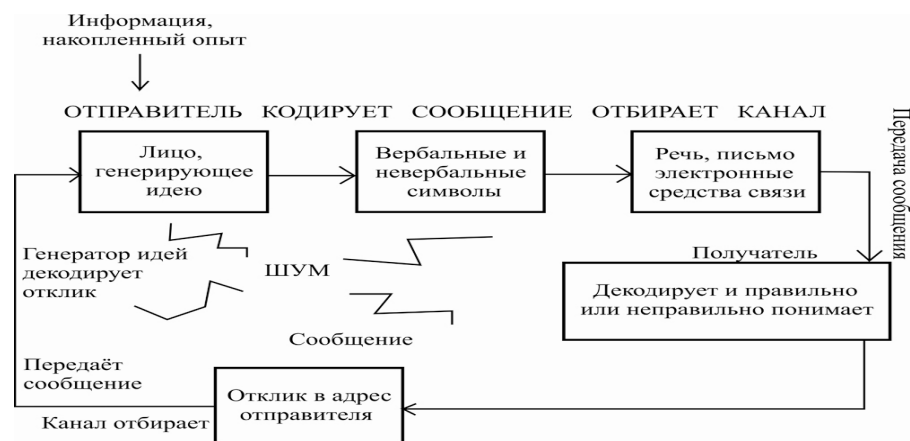 Информация,
накопленный опыт
ОТПРАВИТЕЛЬ КОДИРУЕТ СООБЩЕНИЕ ОТБИРАЕТ КАНАЛ
Лицо,
генерирующее
идею
Вербальные и
невербальные
символы
Речь, письмо
электронные
средства связи
Передача сообщения
Получатель
Декодирует и правильно
или неправильно понимает
Генератор идей
декодирует
отклик
ШУМ
Сообщение
Передаёт
сообщение
Отклик в адрес
отправителя
Канал отбирает